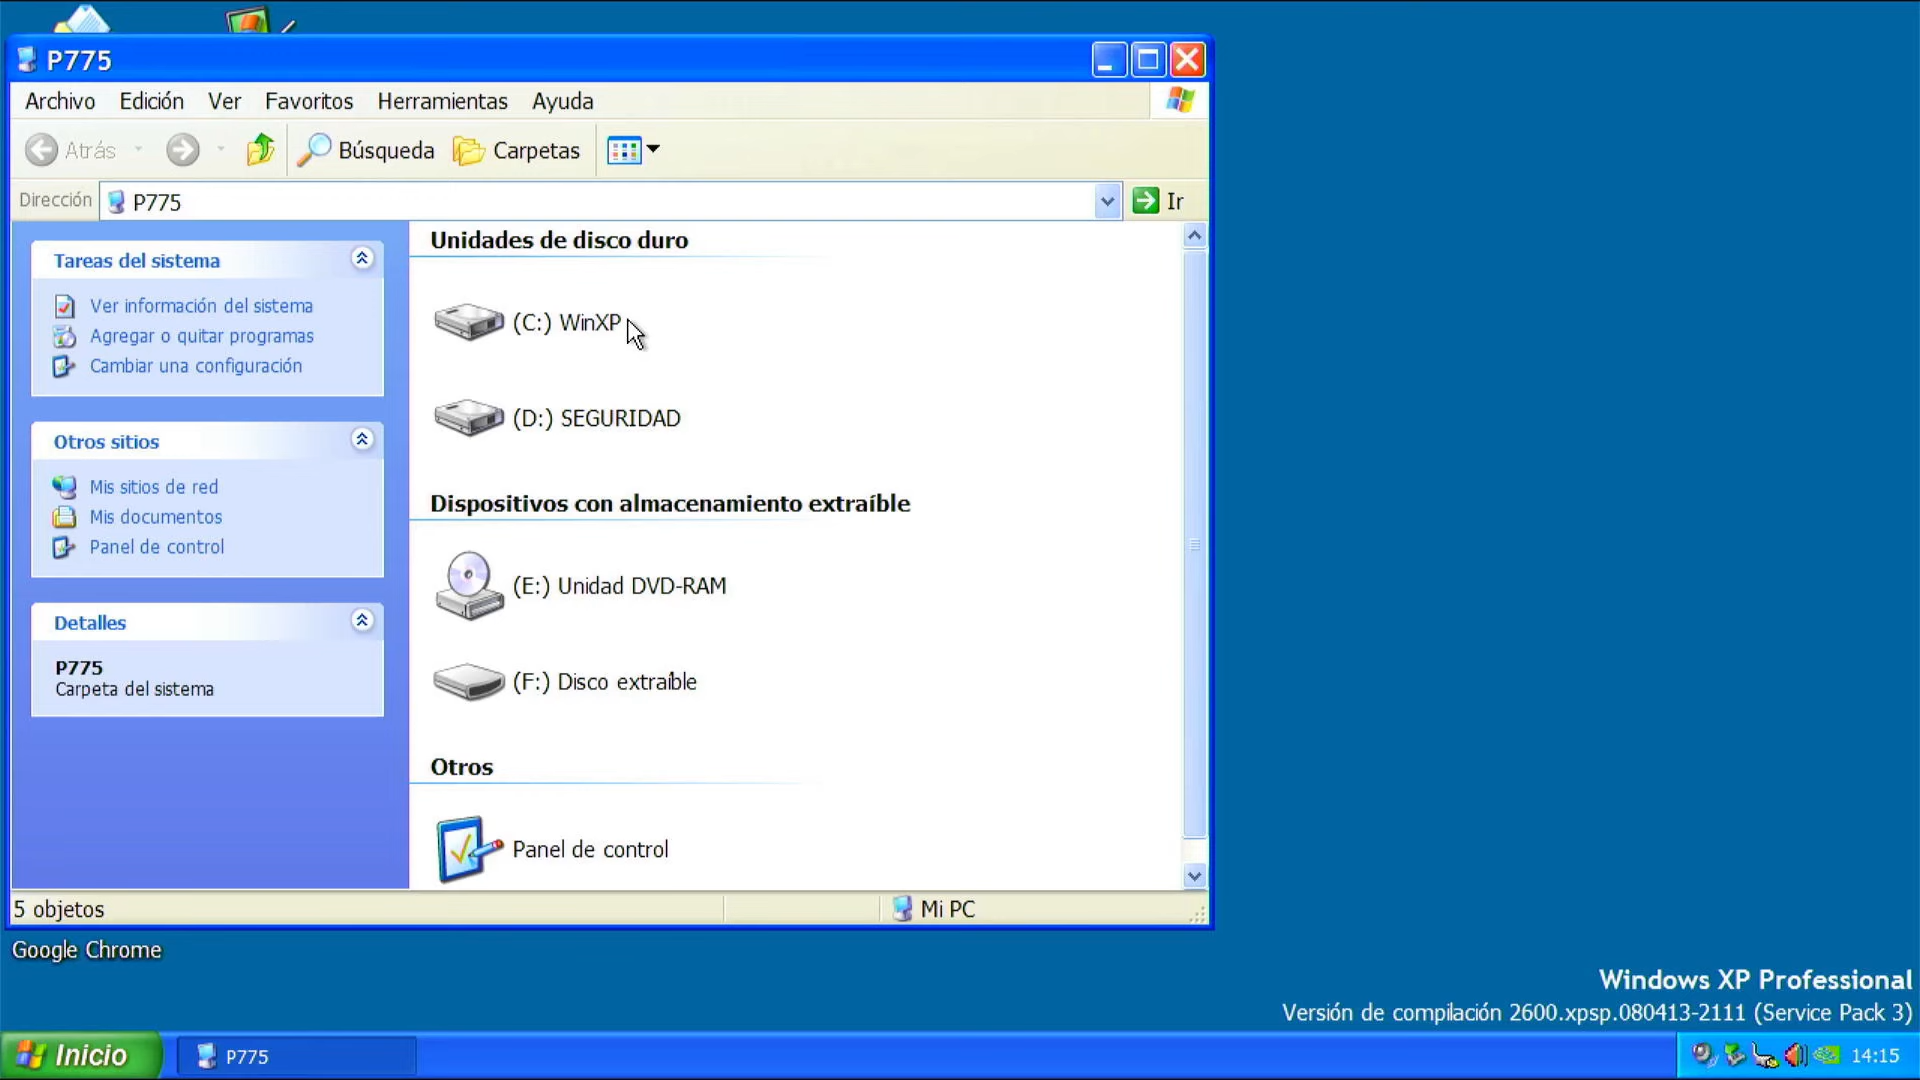 P775
Archivo Edición Ver Favoritos Herramientas Ayuda
Atrás Búsqueda Carpetas
Dirección P775 Ir
Tareas del sistema
Ver información del sistema
Agregar o quitar programas
Cambiar una configuración
Otros sitios
Mis sitios de red
Mis documentos
Panel de control
Detalles
P775
Carpeta del sistema
Unidades de disco duro
(C:) WinXP
(D:) SEGURIDAD
Dispositivos con almacenamiento extraíble
(E:) Unidad DVD-RAM
(F:) Disco extraíble
Otros
Panel de control
5 objetos
Mi PC
Google Chrome
Windows XP Professional
Versión de compilación 2600.xpsp.080413-2111 (Service Pack 3)
Inicio
P775
14:15